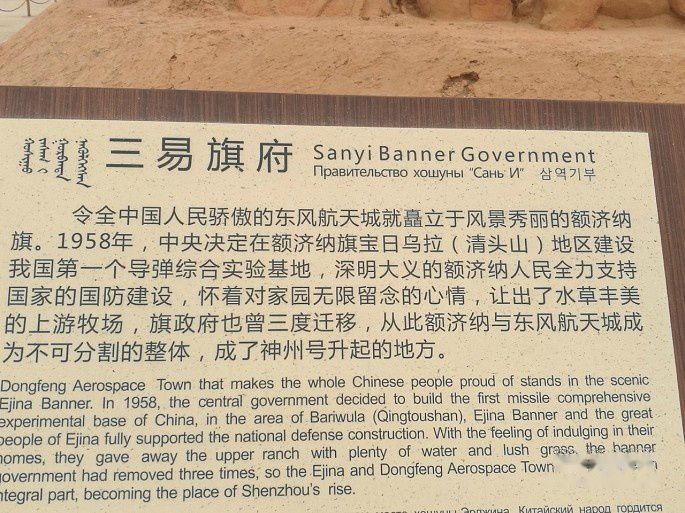 三易旗府 Sanyi Banner Government
Правительство хошуны "Сань И" 삼역기부
令全中国人民骄傲的东风航天城就矗立于风景秀丽的额济纳
旗。1958年，中央决定在额济纳旗宝日乌拉（清头山）地区建设
我国第一个导弹综合实验基地，深明大义的额济纳人民全力支持
国家的国防建设，怀着对家园无限留念的心情，让出了水草丰美
的上游牧场，旗政府也曾三度迁移，从此额济纳与东风航天城成
为不可分割的整体，成了神州号升起的地方。
Dongfeng Aerospace Town that makes the whole Chinese people proud of stands in the scenic
Ejina Banner. In 1958, the central government decided to build the first missile comprehensive
experimental base of China, in the area of Bariwula (Qingtoushan), Ejina Banner and the great
people of Ejina fully supported the national defense construction. With the feeling of indulging in their
homes, they gave away the upper ranch with plenty of water and lush grass, the banner
government had removed three times, so the Ejina and Dongfeng Aerospace Town
integral part, becoming the place of Shenzhou's rise.
хошуны Эрджина. Китайский народ гордится